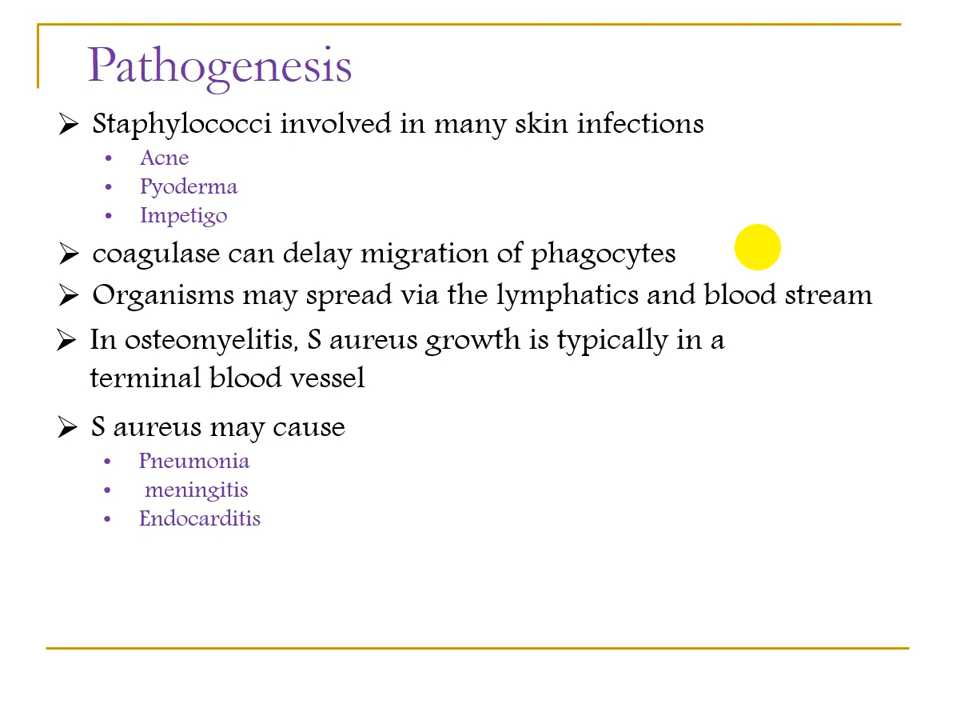 Pathogenesis
➢ Staphylococci involved in many skin infections
• Acne
• Pyoderma
• Impetigo
➢ coagulase can delay migration of phagocytes
➢ Organisms may spread via the lymphatics and blood stream
➢ In osteomyelitis, S aureus growth is typically in a
terminal blood vessel
➢ S aureus may cause
• Pneumonia
• meningitis
• Endocarditis